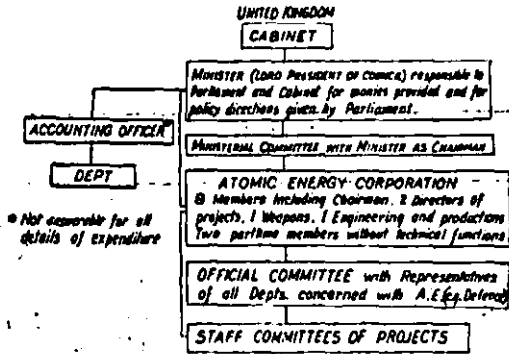 UNITED KINGDOM
CABINET
MINISTER (LORD PRESIDENT OF COUNCIL) responsible to
Parliament and Cabinet for monies provided and for
policy directions given by Parliament.
ACCOUNTING OFFICER*
DEPT
* Not answerable for all
details of expenditure
MINISTERIAL COMMITTEE WITH MINISTER AS CHAIRMAN
ATOMIC ENERGY CORPORATION
8 Members Including Chairman, 2 Directors of
projects, 1 Weapons, 1 Engineering and productions
Two partime members without technical functions
OFFICIAL COMMITTEE with Representatives
of all Depts. concerned with A.E (e.g. Defence)
STAFF COMMITTEES OF PROJECTS